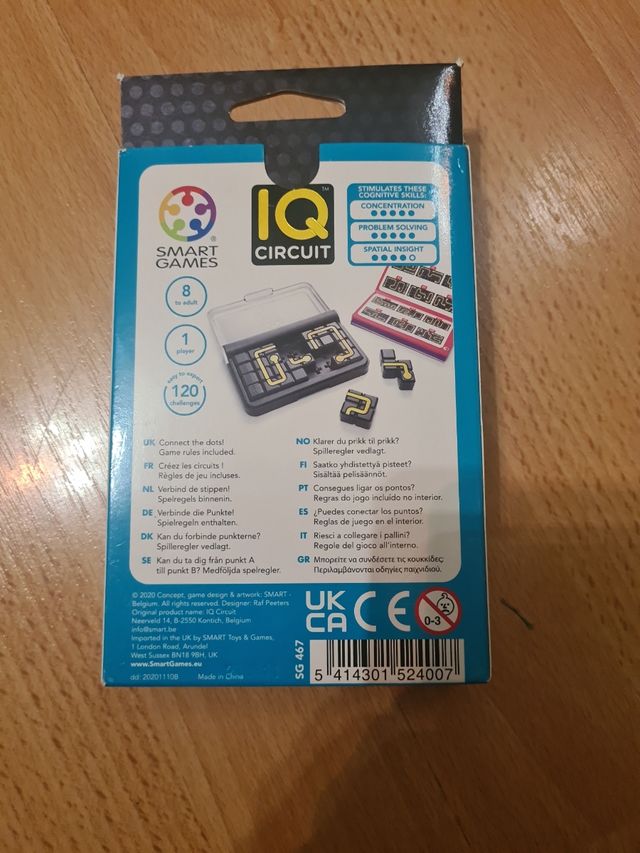 SMART
GAMES
®
IQ™
CIRCUIT
STIMULATES THESE
COGNITIVE SKILLS:
CONCENTRATION
PROBLEM SOLVING
SPATIAL INSIGHT
8
to adult
1
player
easy to expert
120
challenges
UK Connect the dots!
Game rules included.
FR Créez les circuits !
Règles de jeu incluses.
NL Verbind de stippen!
Spelregels binnenin.
DE Verbinde die Punkte!
Spielregeln enthalten.
DK Kan du forbinde punkterne?
Spilleregler vedlagt.
SE Kan du ta dig från punkt A
till punkt B? Medföljda spelregler.
NO Klarer du prikk til prikk?
Spilleregler vedlagt.
FI Saatko yhdistettyä pisteet?
Sisältää pelisäännöt.
PT Consegues ligar os pontos?
Regras do jogo incluido no interior.
ES ¿Puedes conectar los puntos?
Reglas de juego en el interior.
IT Riesci a collegare i pallini?
Regole del gioco all'interno.
GR Μπορείτε να συνδέσετε τις κουκκίδες;
Περιλαμβάνονται οδηγίες παιχνιδιού.
© 2020 Concept, game design & artwork: SMART -
Belgium. All rights reserved. Designer: Raf Peeters
Original product name: IQ Circuit
Neerveld 14, B-2550 Kontich, Belgium
info@smart.be
Imported in the UK by SMART Toys & Games,
1 London Road, Arundel
West Sussex BN18 9BH, UK
www.SmartGames.eu
dd: 202011108 Made in China
UK
CA
CE
0-3
SG 467
5 414301 524007